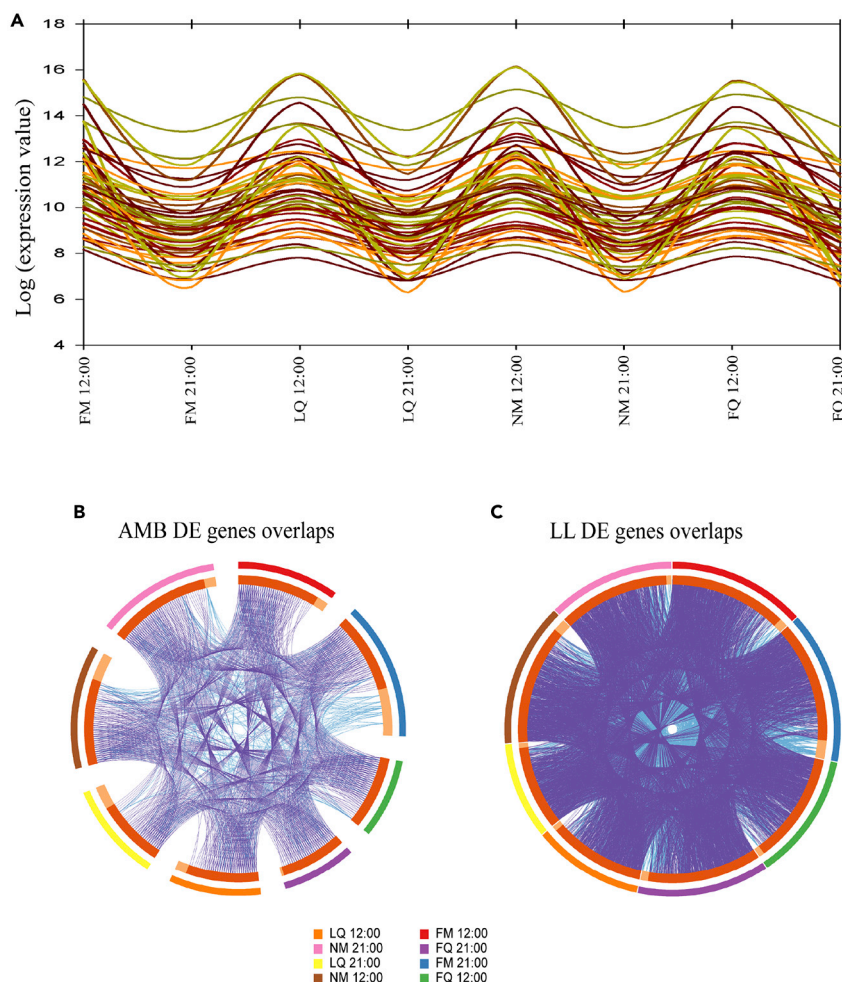 A
18
16
14
12
10
8
6
4
Log (expression value)
FM 12:00
FM 21:00
LQ 12:00
LQ 21:00
NM 12:00
NM 21:00
FQ 12:00
FQ 21:00
B
AMB DE genes overlaps
C
LL DE genes overlaps
LQ 12:00
NM 21:00
LQ 21:00
NM 12:00
FM 12:00
FQ 21:00
FM 21:00
FQ 12:00